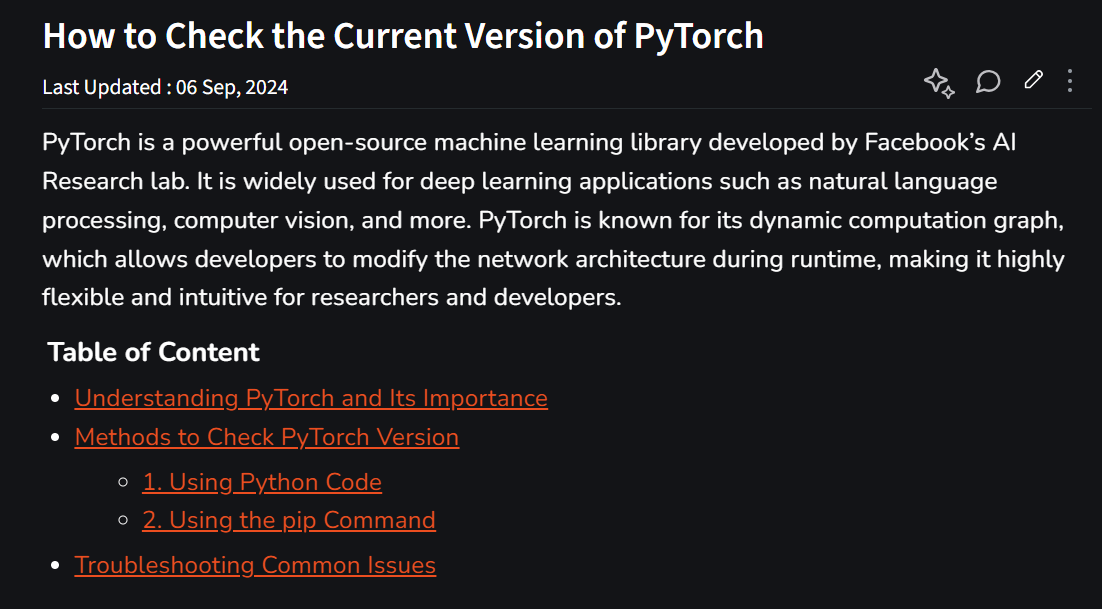 How to Check the Current Version of PyTorch
Last Updated : 06 Sep, 2024
PyTorch is a powerful open-source machine learning library developed by Facebook’s AI
Research lab. It is widely used for deep learning applications such as natural language
processing, computer vision, and more. PyTorch is known for its dynamic computation graph,
which allows developers to modify the network architecture during runtime, making it highly
flexible and intuitive for researchers and developers.
Table of Content
Understanding PyTorch and Its Importance
Methods to Check PyTorch Version
1. Using Python Code
2. Using the pip Command
Troubleshooting Common Issues